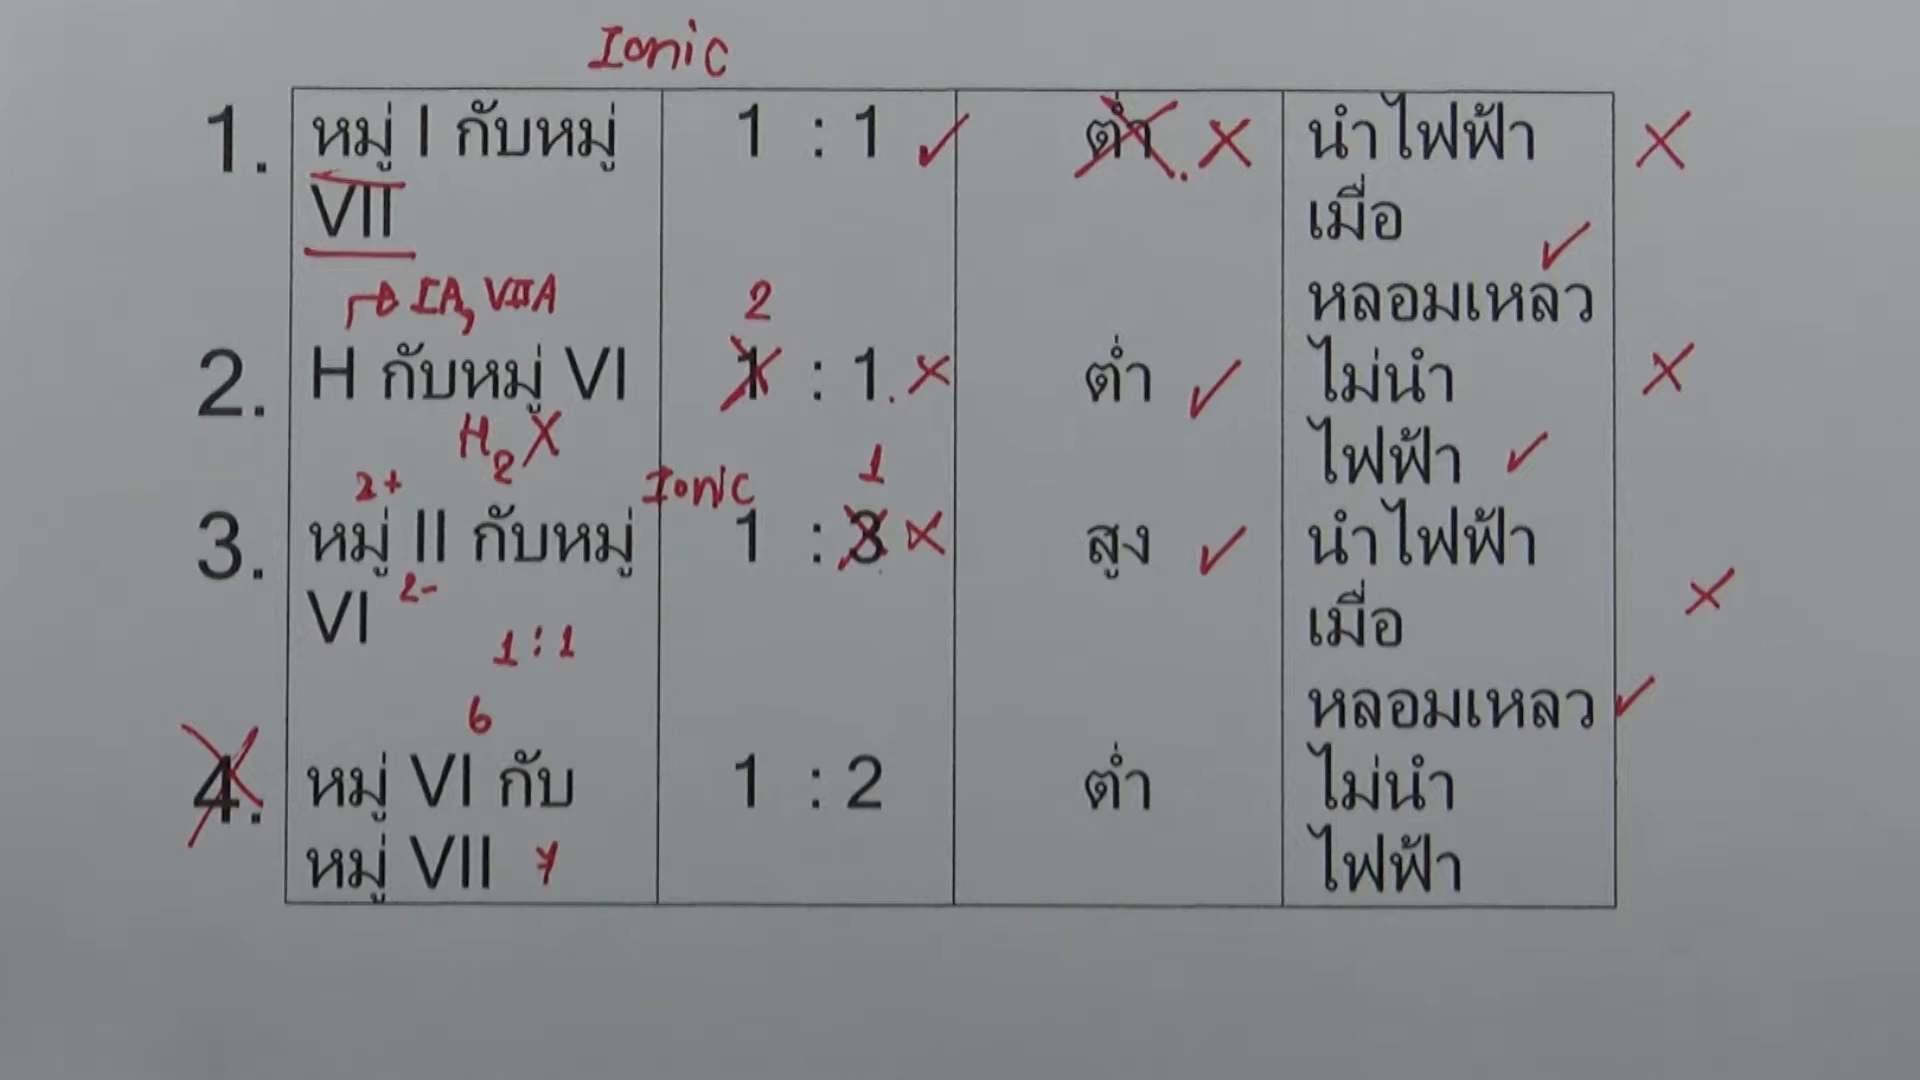 Ionic
1. หมู่ I กับหมู่ 1 : 1 ✓ ต่ำ . × นำไฟฟ้า ×
VII เมื่อ ✓
→ IA, VIIA 2 หลอมเหลว
2. H กับหมู่ VI 1 : 1 . × ต่ำ ✓ ไม่นำ ×
H₂X ไฟฟ้า ✓
2+ Ionic 1
3. หมู่ II กับหมู่ 1 : 3 × สูง ✓ นำไฟฟ้า
VI 2- เมื่อ ×
1 : 1
6 หลอมเหลว ✓
4. หมู่ VI กับ 1 : 2 ต่ำ ไม่นำ
หมู่ VII 7 ไฟฟ้า